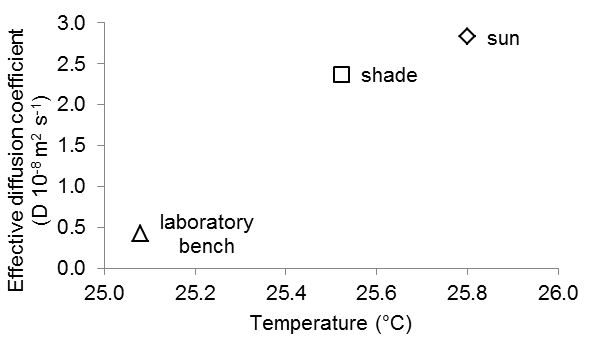 Effective diffusion coefficient
(D 10⁻⁸ m² s⁻¹)
3.0
2.5
2.0
1.5
1.0
0.5
0.0
sun
shade
laboratory
bench
25.0 25.2 25.4 25.6 25.8 26.0
Temperature (°C)